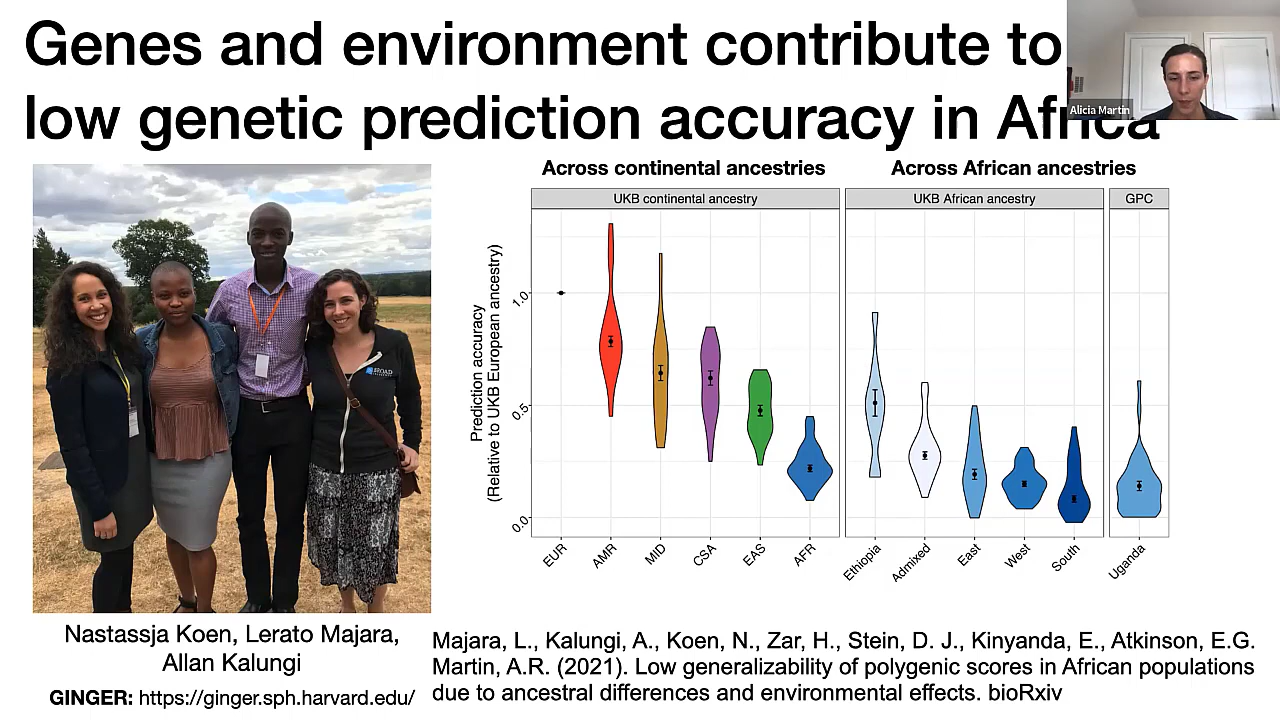 Genes and environment contribute to
low genetic prediction accuracy in Africa
Alicia Martin
Across continental ancestries
Across African ancestries
UKB continental ancestry
UKB African ancestry
GPC
Prediction accuracy
(Relative to UKB European ancestry)
1.0
0.5
0.0
EUR
AMR
MID
CSA
EAS
AFR
Ethiopia
Admixed
East
West
South
Uganda
BROAD
Nastassja Koen, Lerato Majara,
Allan Kalungi
GINGER: https://ginger.sph.harvard.edu/
Majara, L., Kalungi, A., Koen, N., Zar, H., Stein, D. J., Kinyanda, E., Atkinson, E.G.
Martin, A.R. (2021). Low generalizability of polygenic scores in African populations
due to ancestral differences and environmental effects. bioRxiv